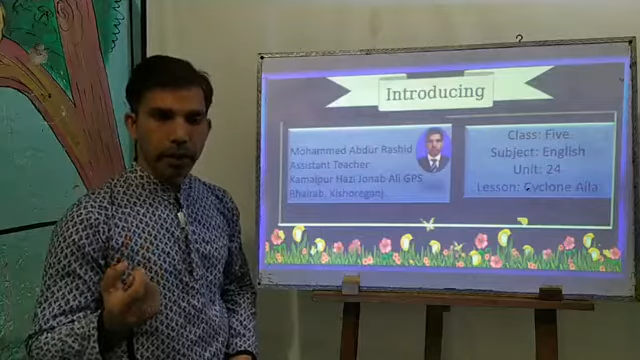 Introducing
Mohammed Abdur Rashid
Assistant Teacher
Kamalpur Hazi Jonab Ali GPS
Bhairab, Kishoreganj.
Class: Five
Subject: English
Unit: 24
Lesson: Cyclone Aila